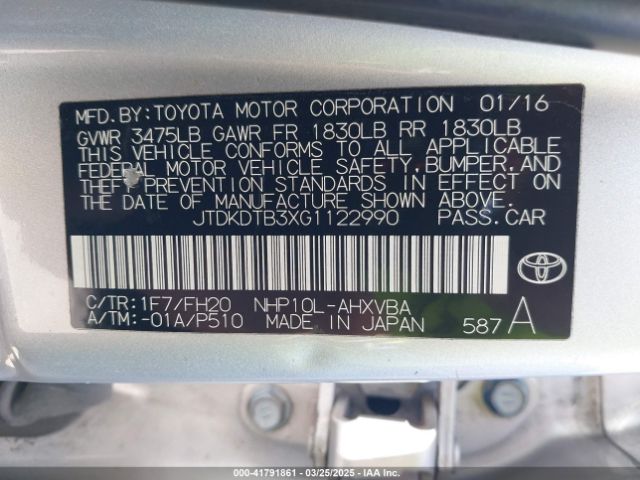 MFD.BY:TOYOTA MOTOR CORPORATION 01/16
GVWR 3475LB GAWR FR 1830LB RR 1830LB
THIS VEHICLE CONFORMS TO ALL APPLICABLE
FEDERAL MOTOR VEHICLE SAFETY,BUMPER,AND
THEFT PREVENTION STANDARDS IN EFFECT ON
THE DATE OF MANUFACTURE SHOWN ABOVE.
JTDKDTB3XG1122990 PASS.CAR
C/TR:1F7/FH20 NHP10L-AHXVBA
A/TM:-01A/P510 MADE IN JAPAN 587 A
000-41791861 / 03/25/2025 / IAA Inc.